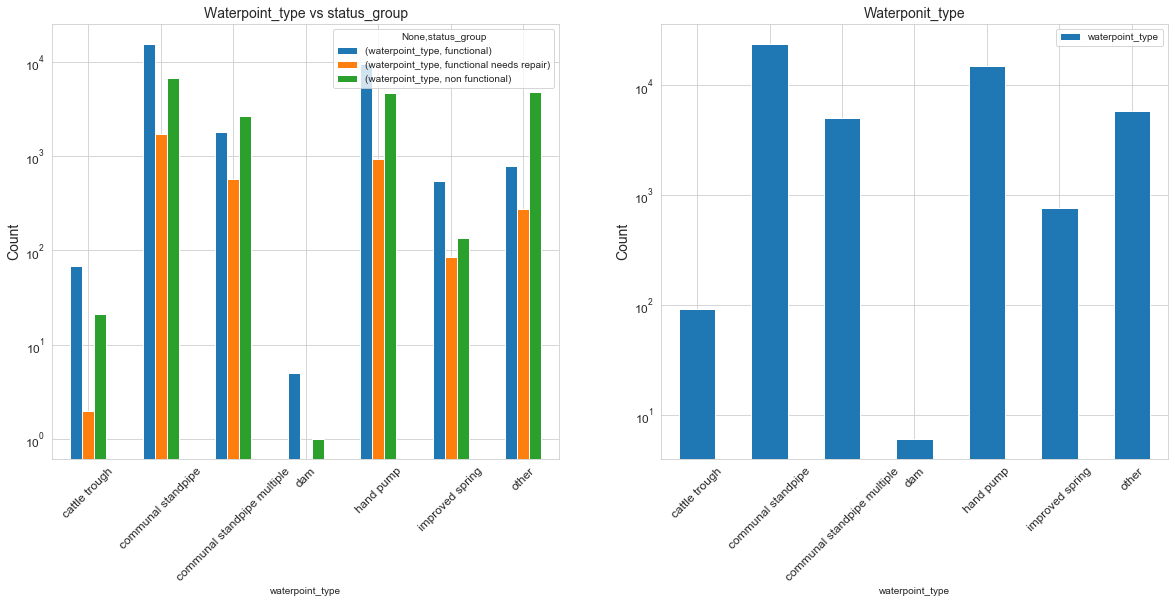 Waterpoint_type vs status_group
None,status_group
(waterpoint_type, functional)
(waterpoint_type, functional needs repair)
(waterpoint_type, non functional)
Count
10^4
10^3
10^2
10^1
10^0
cattle trough
communal standpipe
communal standpipe multiple
dam
hand pump
improved spring
other
waterpoint_type
Waterponit_type
waterpoint_type
Count
10^4
10^3
10^2
10^1
cattle trough
communal standpipe
communal standpipe multiple
dam
hand pump
improved spring
other
waterpoint_type